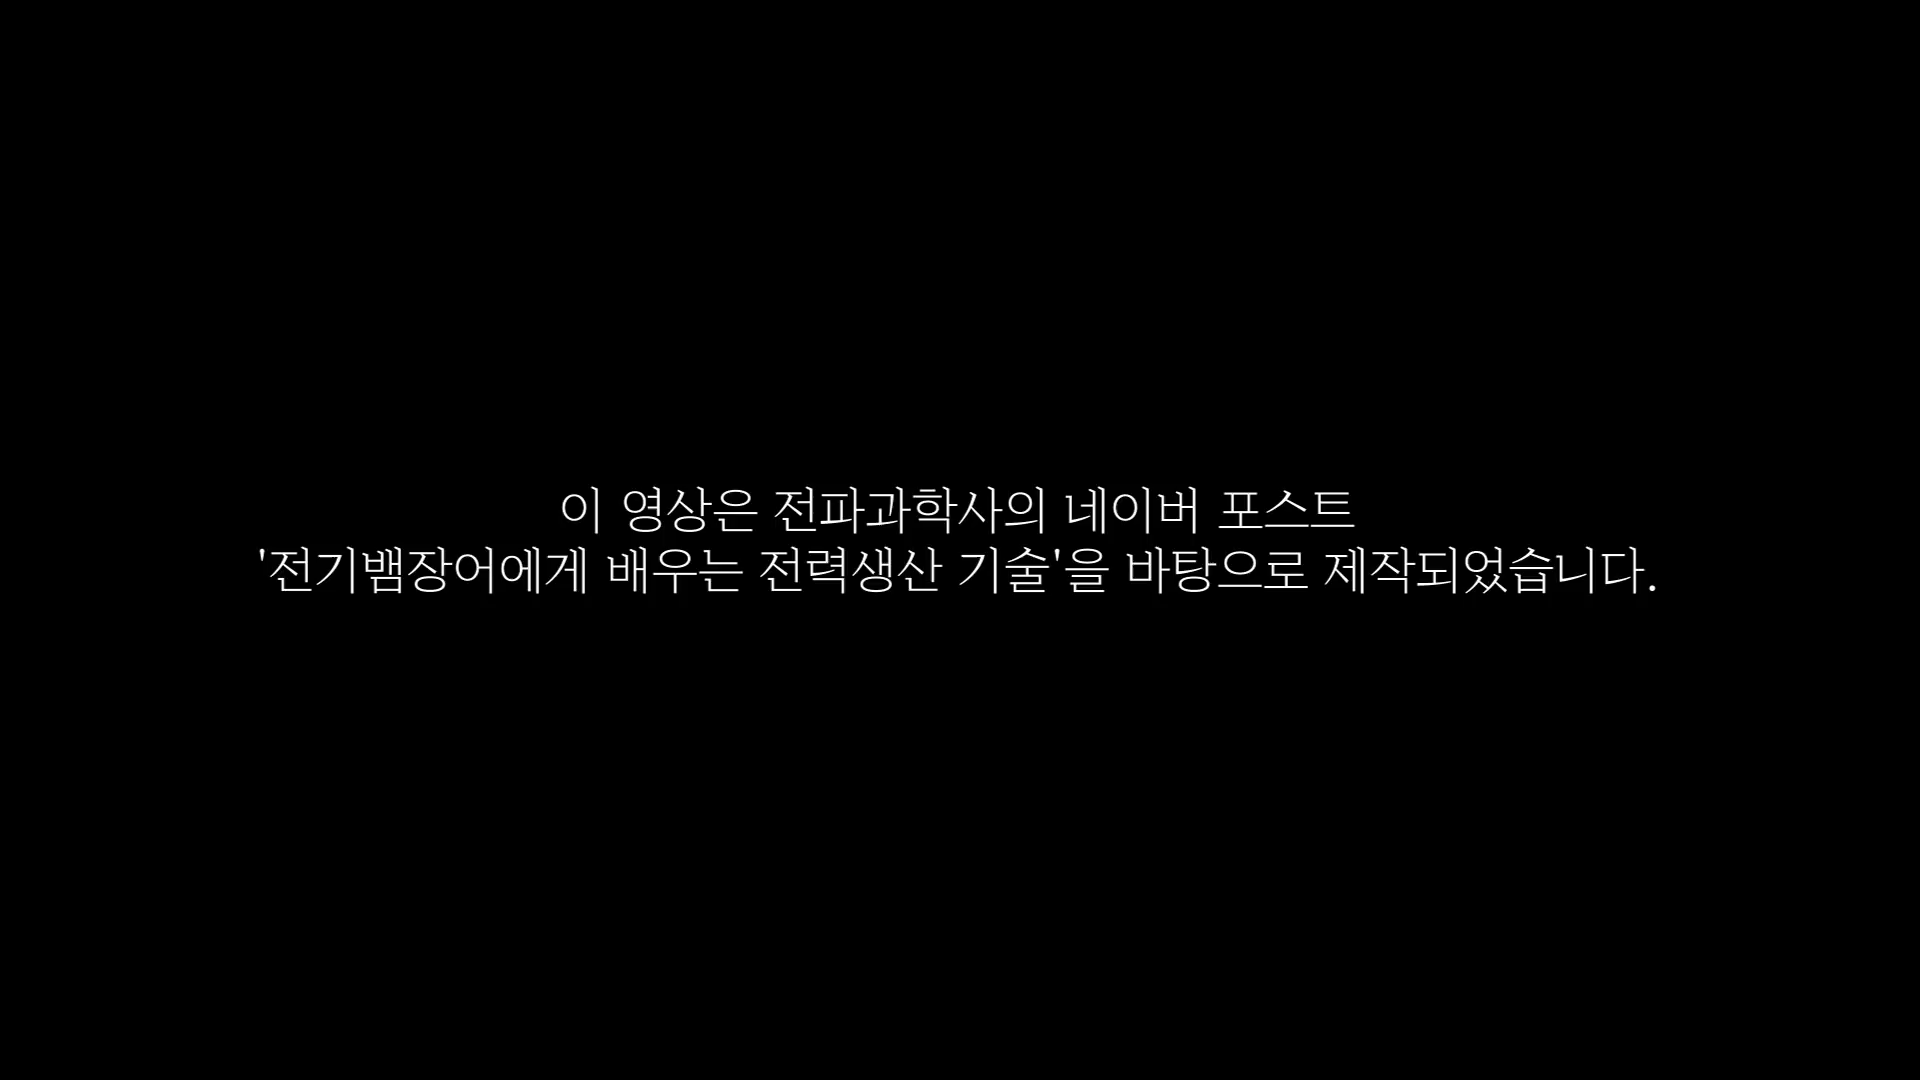 이 영상은 전파과학사의 네이버 포스트
'전기뱀장어에게 배우는 전력생산 기술'을 바탕으로 제작되었습니다.